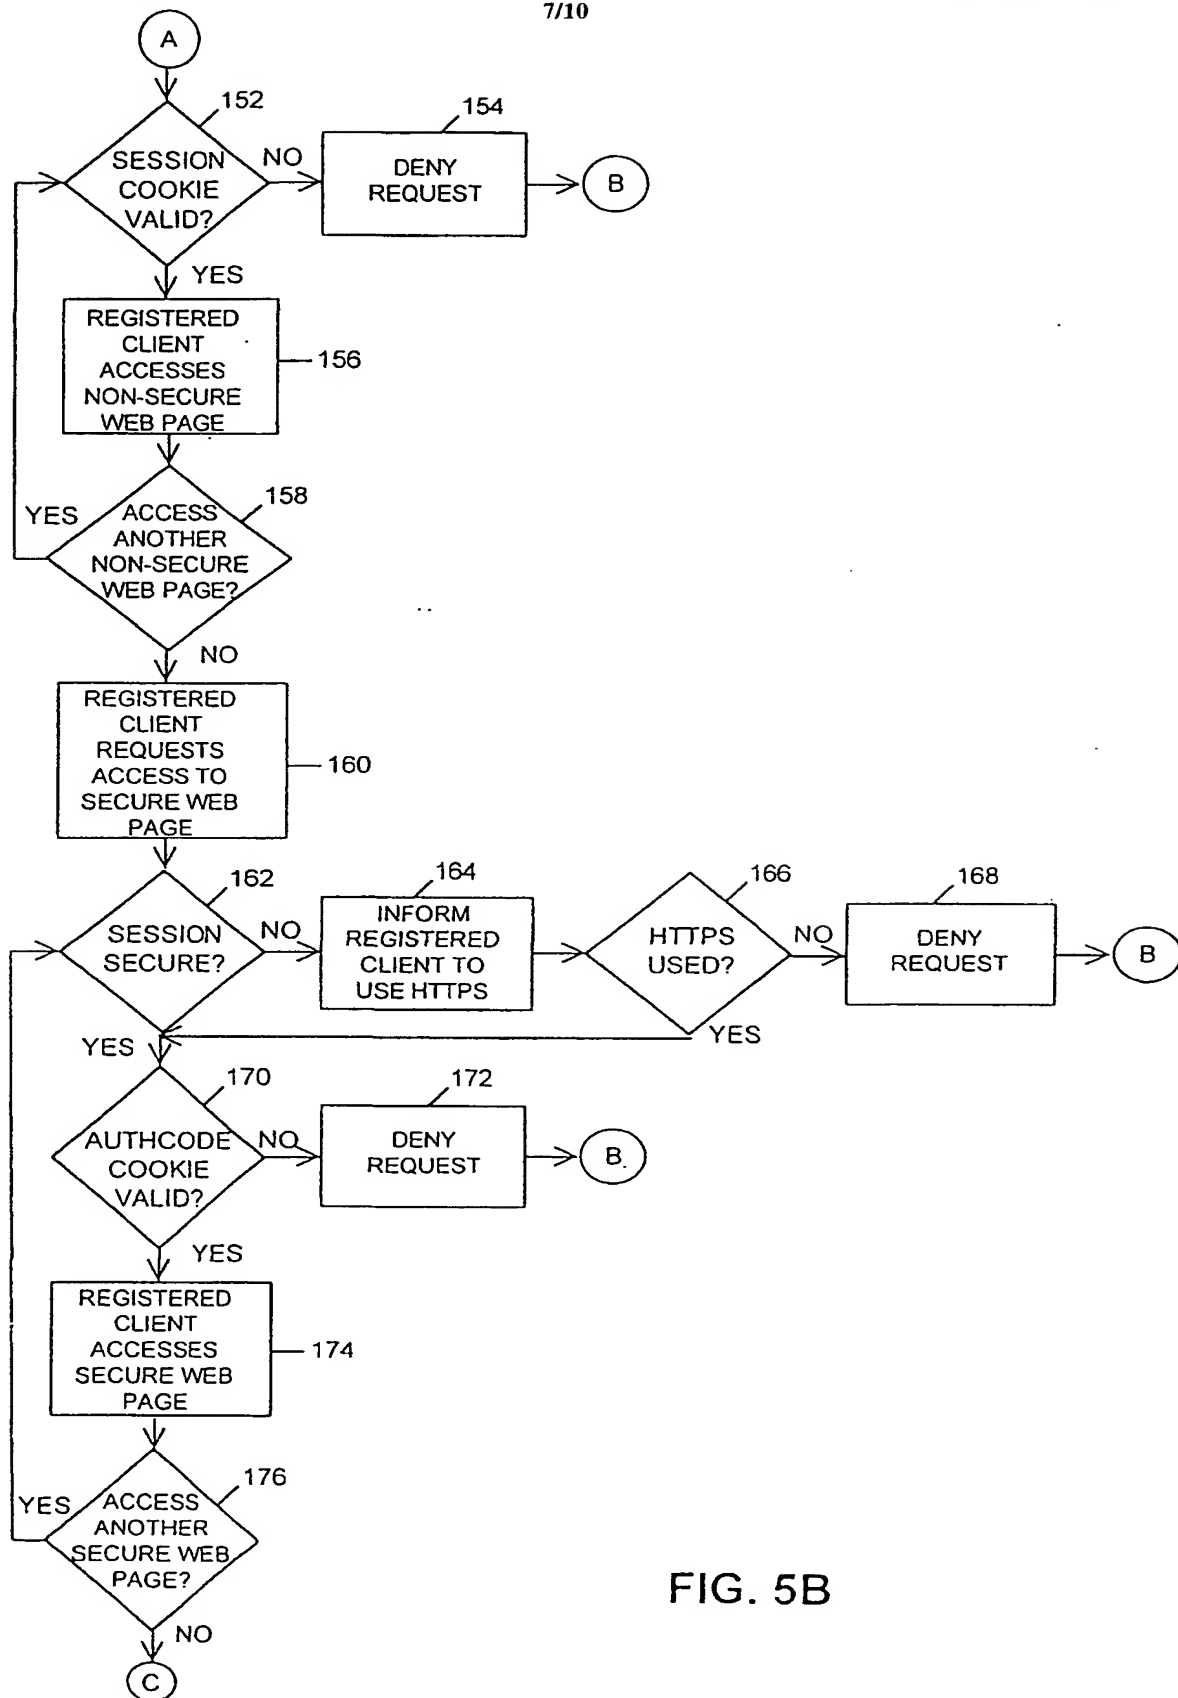 7/10
A
152
SESSION
COOKIE
VALID?
NO
154
DENY
REQUEST
B
YES
REGISTERED
CLIENT
ACCESSES
NON-SECURE
WEB PAGE
156
158
YES
ACCESS
ANOTHER
NON-SECURE
WEB PAGE?
NO
REGISTERED
CLIENT
REQUESTS
ACCESS TO
SECURE WEB
PAGE
160
162
SESSION
SECURE?
NO
164
INFORM
REGISTERED
CLIENT TO
USE HTTPS
166
HTTPS
USED?
NO
168
DENY
REQUEST
B
YES
YES
170
AUTHCODE
COOKIE
VALID?
NO
172
DENY
REQUEST
B
YES
REGISTERED
CLIENT
ACCESSES
SECURE WEB
PAGE
174
176
YES
ACCESS
ANOTHER
SECURE WEB
PAGE?
NO
C
FIG. 5B